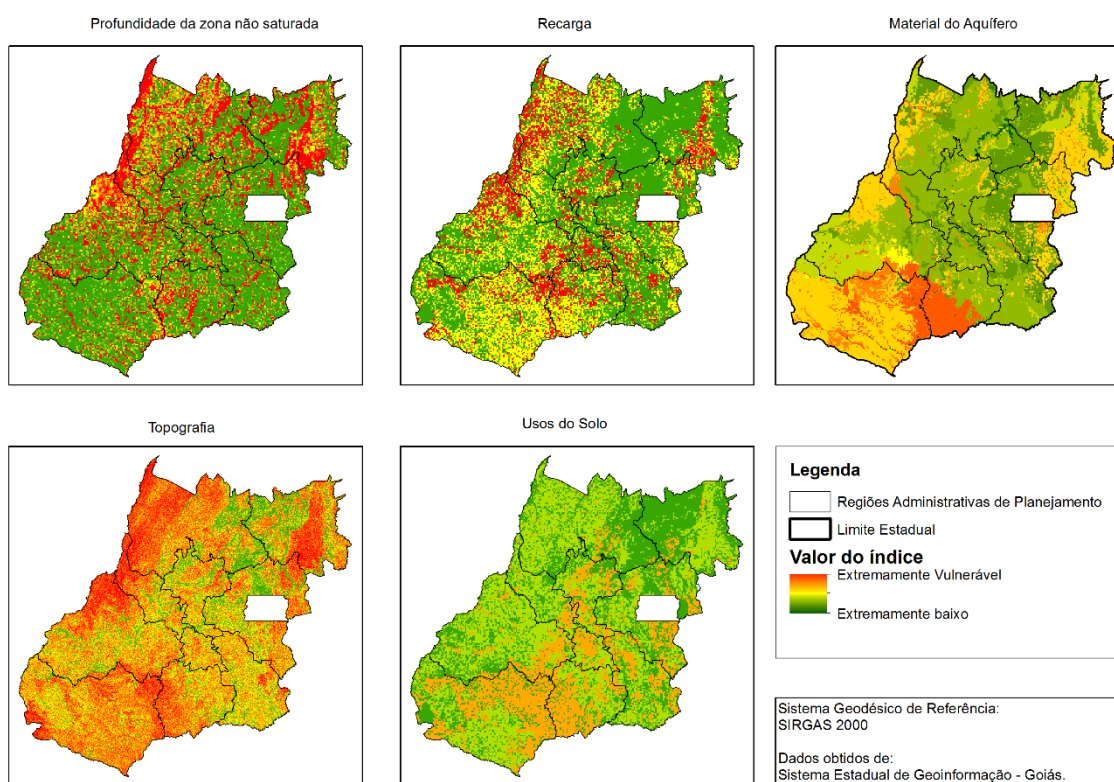 Profundidade da zona não saturada
Recarga
Material do Aquífero
Topografia
Usos do Solo
Legenda
Regiões Administrativas de Planejamento
Limite Estadual
Valor do índice
Extremamente Vulnerável
Extremamente baixo
Sistema Geodésico de Referência:
SIRGAS 2000
Dados obtidos de:
Sistema Estadual de Geoinformação - Goiás.